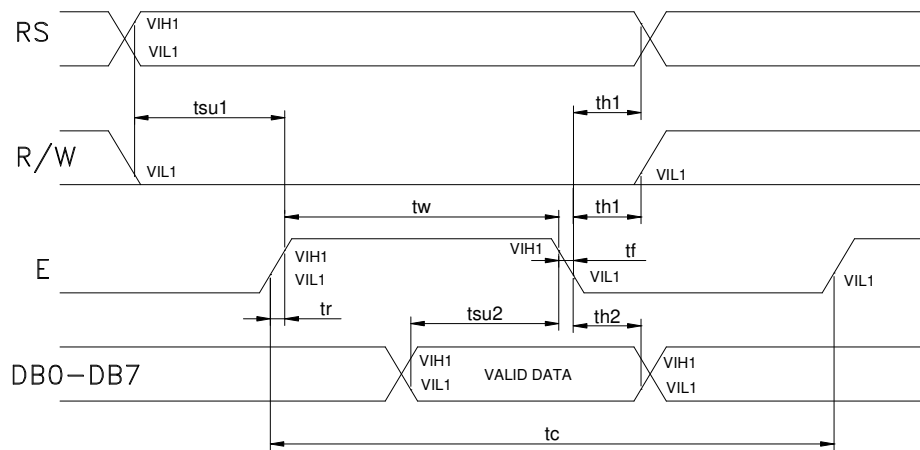 RS
VIH1
VIL1
tsu1
th1
R/W
VIL1
VIL1
tw
th1
E
VIH1
VIL1
VIH1
tf
VIL1
VIL1
tr
tsu2
th2
DB0-DB7
VIH1
VIL1
VALID DATA
VIH1
VIL1
tc